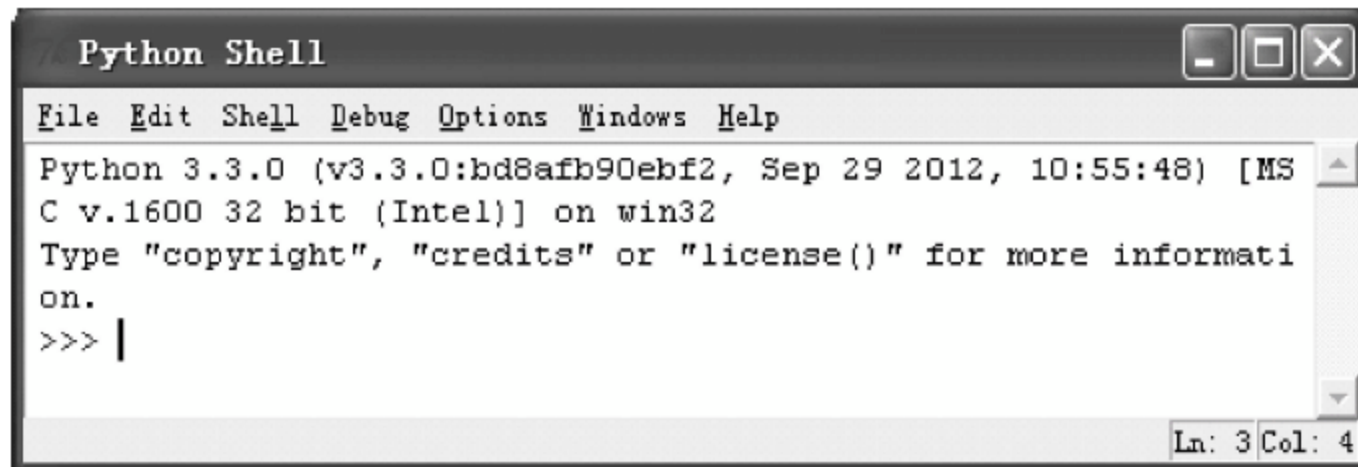 Python Shell
File Edit Shell Debug Options Windows Help
Python 3.3.0 (v3.3.0:bd8afb90ebf2, Sep 29 2012, 10:55:48) [MS
C v.1600 32 bit (Intel)] on win32
Type "copyright", "credits" or "license()" for more informati
on.
>>>
Ln: 3 Col: 4